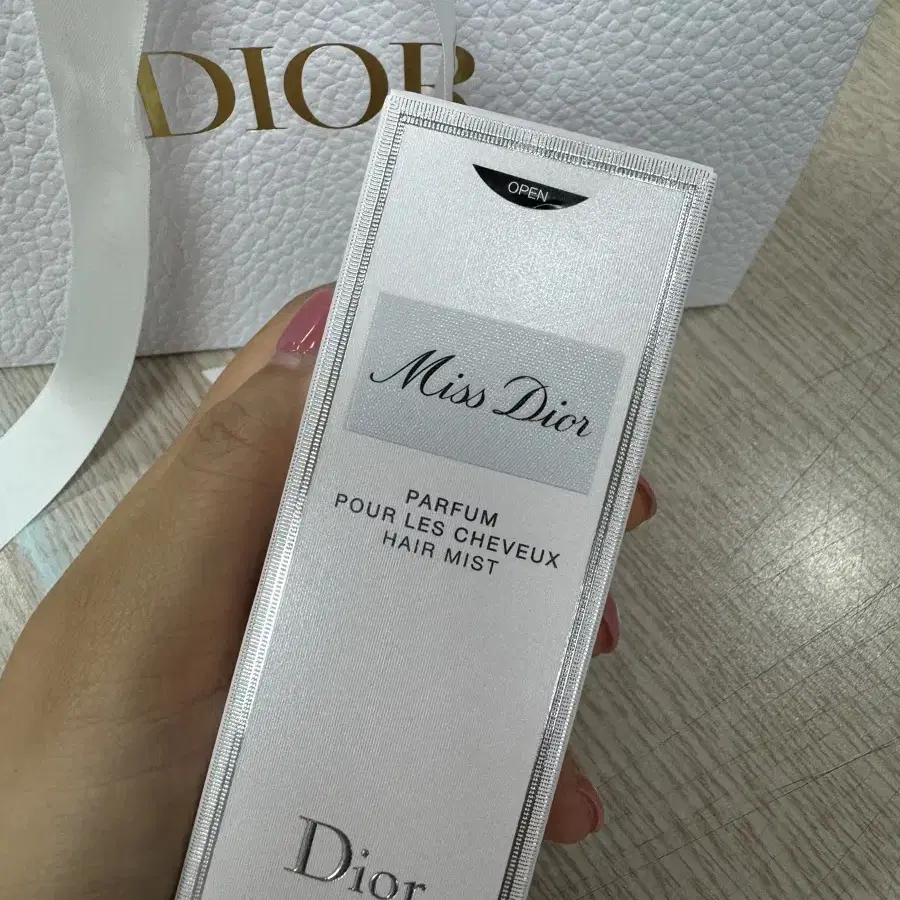 DIOR
OPEN
Miss Dior
PARFUM
POUR LES CHEVEUX
HAIR MIST
Dior